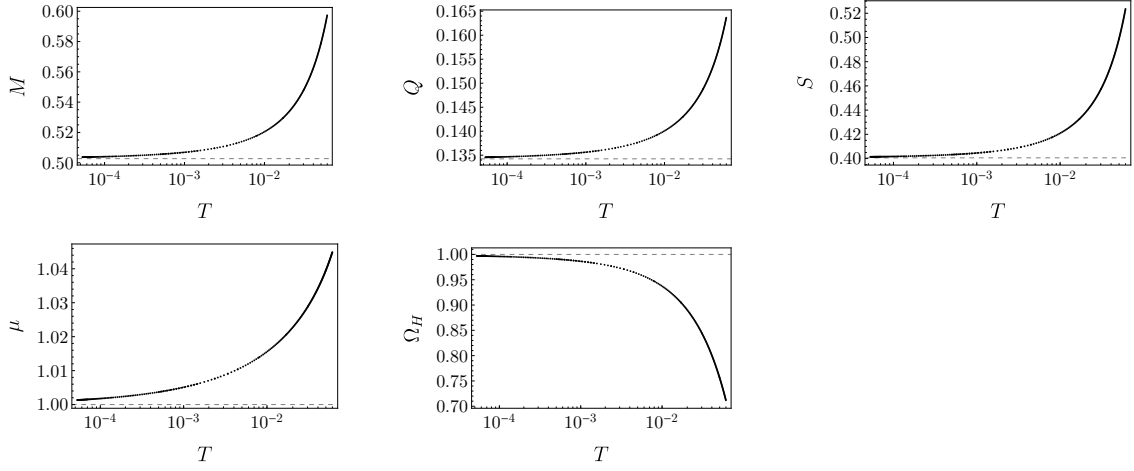 M
0.60
0.58
0.56
0.54
0.52
0.50
10⁻⁴ 10⁻³ 10⁻²
T
Q
0.165
0.160
0.155
0.150
0.145
0.140
0.135
10⁻⁴ 10⁻³ 10⁻²
T
S
0.52
0.50
0.48
0.46
0.44
0.42
0.40
10⁻⁴ 10⁻³ 10⁻²
T
μ
1.04
1.03
1.02
1.01
1.00
10⁻⁴ 10⁻³ 10⁻²
T
Ω_H
1.00
0.95
0.90
0.85
0.80
0.75
0.70
10⁻⁴ 10⁻³ 10⁻²
T